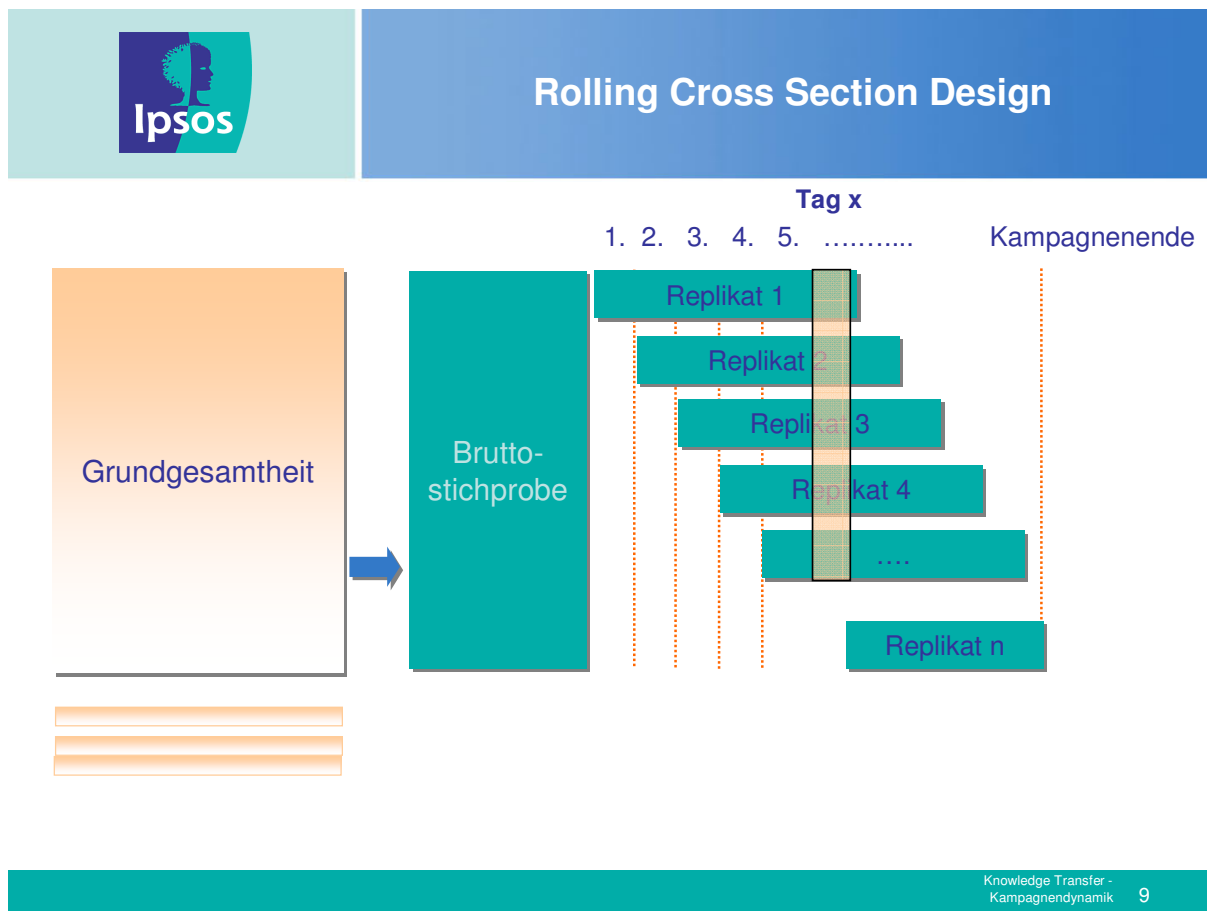 Ipsos
Rolling Cross Section Design
Tag x
1. 2. 3. 4. 5. ……....
Kampagnenende
Grundgesamtheit
Brutto-
stichprobe
Replikat 1
Replikat 2
Replikat 3
Replikat 4
….
Replikat n
Knowledge Transfer -
Kampagnendynamik
9